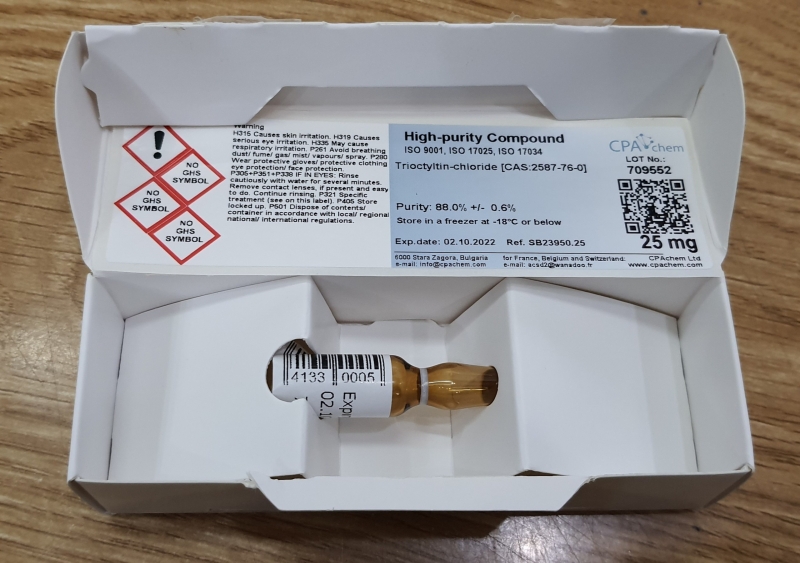 Warning
H315 Causes skin irritation. H319 Causes
serious eye irritation. H335 May cause
respiratory irritation. P261 Avoid breathing
dust/ fume/ gas/ mist/ vapours/ spray. P280
Wear protective gloves/ protective clothing
eye protection/ face protection.
P305+P351+P338 IF IN EYES: Rinse
cautiously with water for several minutes.
Remove contact lenses, if present and easy
to do. Continue rinsing. P321 Specific
treatment (see on this label). P405 Store
locked up. P501 Dispose of contents/
container in accordance with local/ regional
national/ international regulations.
!
NO
GHS
SYMBOL
NO
GHS
SYMBOL
NO
GHS
SYMBOL
High-purity Compound
ISO 9001, ISO 17025, ISO 17034
Trioctyltin-chloride [CAS:2587-76-0]
Purity: 88.0% +/- 0.6%
Store in a freezer at -18°C or below
Exp.date: 02.10.2022 Ref. SB23950.25
CPAchem
LOT No.:
709552
25 mg
6000 Stara Zagora, Bulgaria
e-mail: info@cpachem.com
for France, Belgium and Switzerland:
e-mail: acsd2@wanadoo.fr
CPAchem Ltd
www.cpachem.com
4133 0005
Exp
02.1